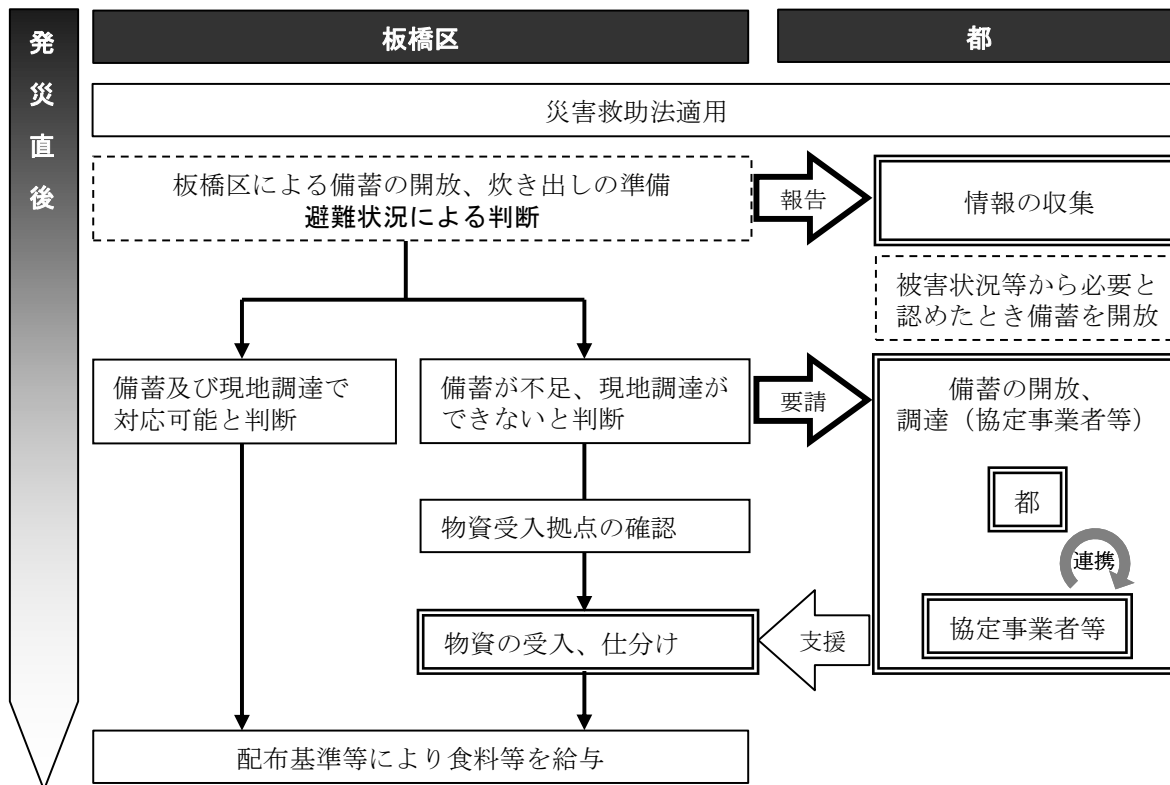 発災直後
板橋区
都
災害救助法適用
板橋区による備蓄の開放、炊き出しの準備
避難状況による判断
報告
情報の収集
被害状況等から必要と
認めたとき備蓄を開放
備蓄及び現地調達で
対応可能と判断
備蓄が不足、現地調達が
できないと判断
要請
備蓄の開放、
調達（協定事業者等）
都
連携
協定事業者等
物資受入拠点の確認
物資の受入、仕分け
支援
配布基準等により食料等を給与